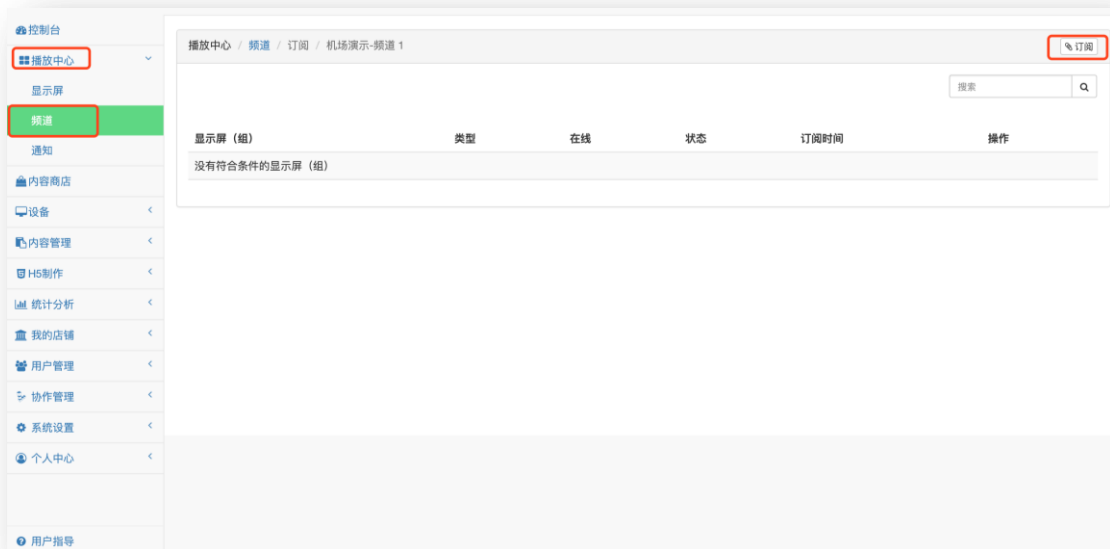 控制台
播放中心
显示屏
频道
通知
内容商店
设备
内容管理
H5制作
统计分析
我的店铺
用户管理
协作管理
系统设置
个人中心
用户指导
播放中心 / 频道 / 订阅 / 机场演示-频道 1
订阅
搜索
显示屏（组） 类型 在线 状态 订阅时间 操作
没有符合条件的显示屏（组）